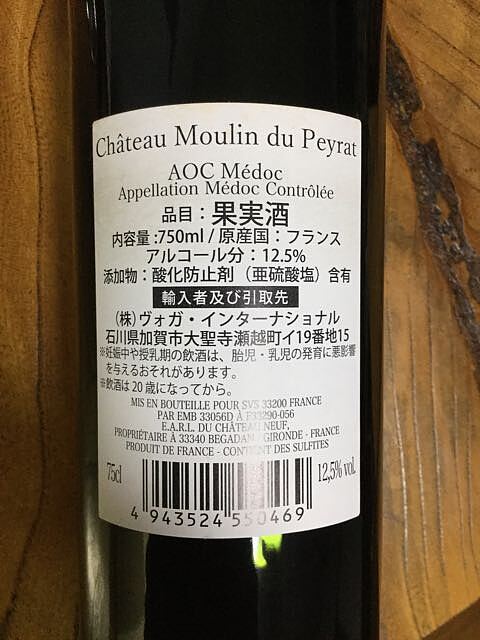 Château Moulin du Peyrat
AOC Médoc
Appellation Médoc Contrôlée
品目：果実酒
内容量：750ml / 原産国：フランス
アルコール分：12.5%
添加物：酸化防止剤（亜硫酸塩）含有
輸入者及び引取先
（株）ヴォガ・インターナショナル
石川県加賀市大聖寺瀬越町イ19番地15
※妊娠中や授乳期の飲酒は、胎児・乳児の発育に悪影響
を与えるおそれがあります。
※飲酒は20歳になってから。
MIS EN BOUTEILLE POUR SVS 33200 FRANCE
PAR EMB 33056D À F33290-056
E.A.R.L. DU CHÂTEAU NEUF,
PROPRIÉTAIRE À 33340 BEGADAN / GIRONDE - FRANCE
PRODUIT DE FRANCE - CONTIENT DES SULFITES
75cl
12,5% vol.
4 943524 550469